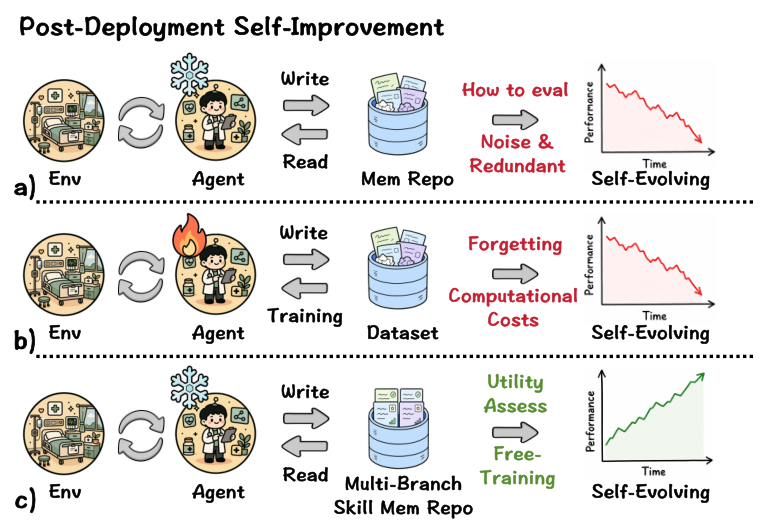 Post-Deployment Self-Improvement
Write
Read
How to eval
Noise &
Redundant
Performance
Time
a)
Env
Agent
Mem Repo
Self-Evolving
Write
Training
Forgetting
Computational
Costs
Performance
Time
b)
Env
Agent
Dataset
Self-Evolving
Write
Read
Utility
Assess
Free-
Training
Performance
Time
c)
Env
Agent
Multi-Branch
Skill Mem Repo
Self-Evolving